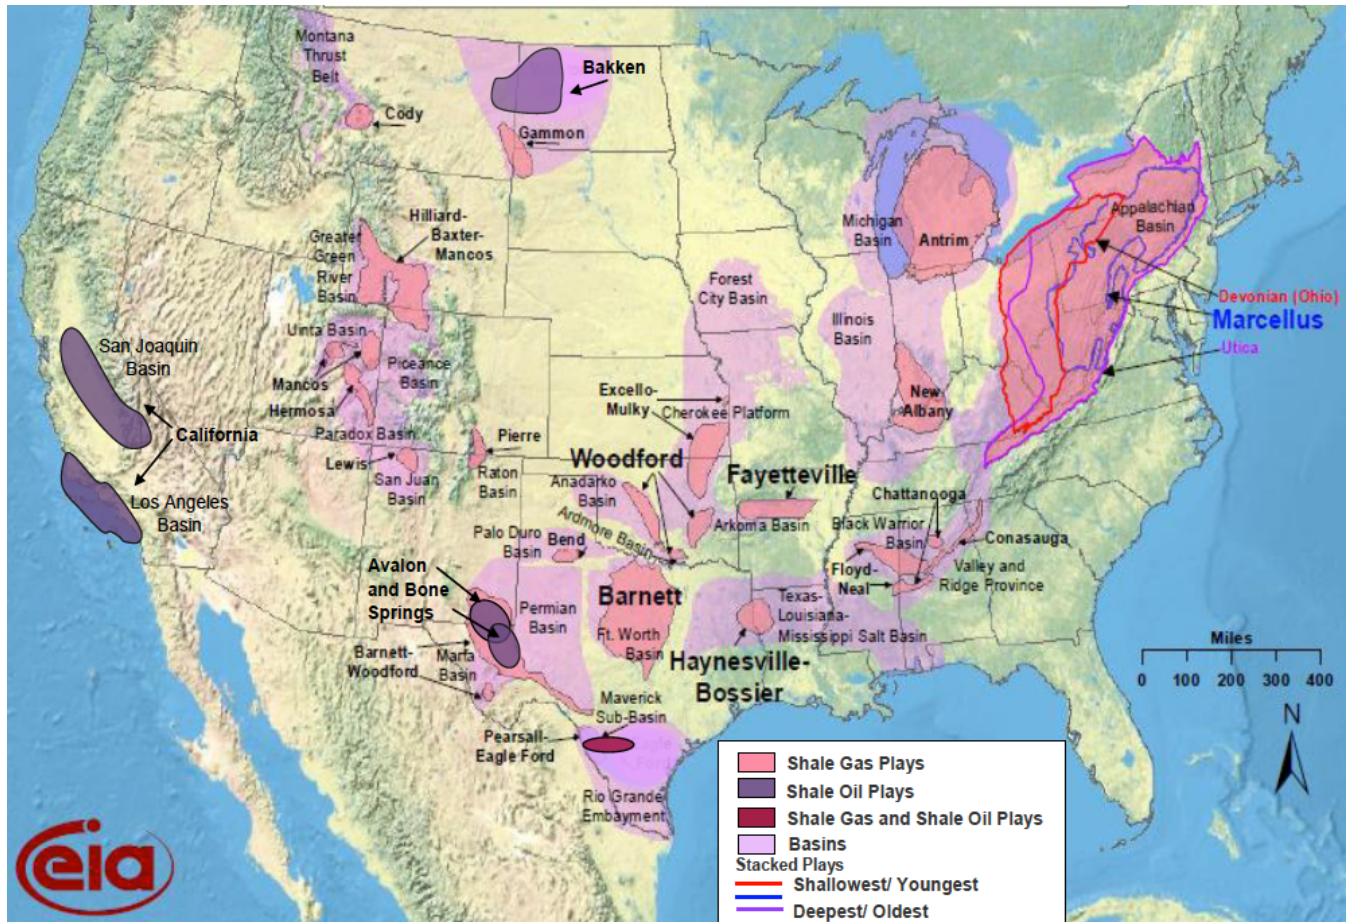 Montana
Thrust
Belt
Cody
Bakken
Gammon
Hilliard-
Baxter-
Mancos
Greater
Green
River
Basin
Uinta Basin
Mancos
Piceance
Basin
Hermosa
Paradox Basin
Lewis
San Juan
Basin
Pierre
Raton
Basin
San Joaquin
Basin
California
Los Angeles
Basin
Michigan
Basin
Antrim
Forest
City Basin
Illinois
Basin
New
Albany
Excello-
Mulky
Cherokee Platform
Appalachian
Basin
Devonian (Ohio)
Marcellus
Utica
Woodford
Anadarko
Basin
Ardmore Basin
Fayetteville
Arkoma Basin
Chattanooga
Black Warrior
Basin
Conasauga
Floyd-
Neal
Valley and
Ridge Province
Palo Duro
Basin
Bend
Avalon
and Bone
Springs
Permian
Basin
Barnett
Ft. Worth
Basin
Barnett-
Woodford
Marfa
Basin
Texas-
Louisiana-
Mississippi Salt Basin
Haynesville-
Bossier
Maverick
Sub-Basin
Pearsall-
Eagle Ford
Rio Grande
Embayment
Miles
0 100 200 300 400
N
Shale Gas Plays
Shale Oil Plays
Shale Gas and Shale Oil Plays
Basins
Stacked Plays
Shallowest/ Youngest
Deepest/ Oldest
eia